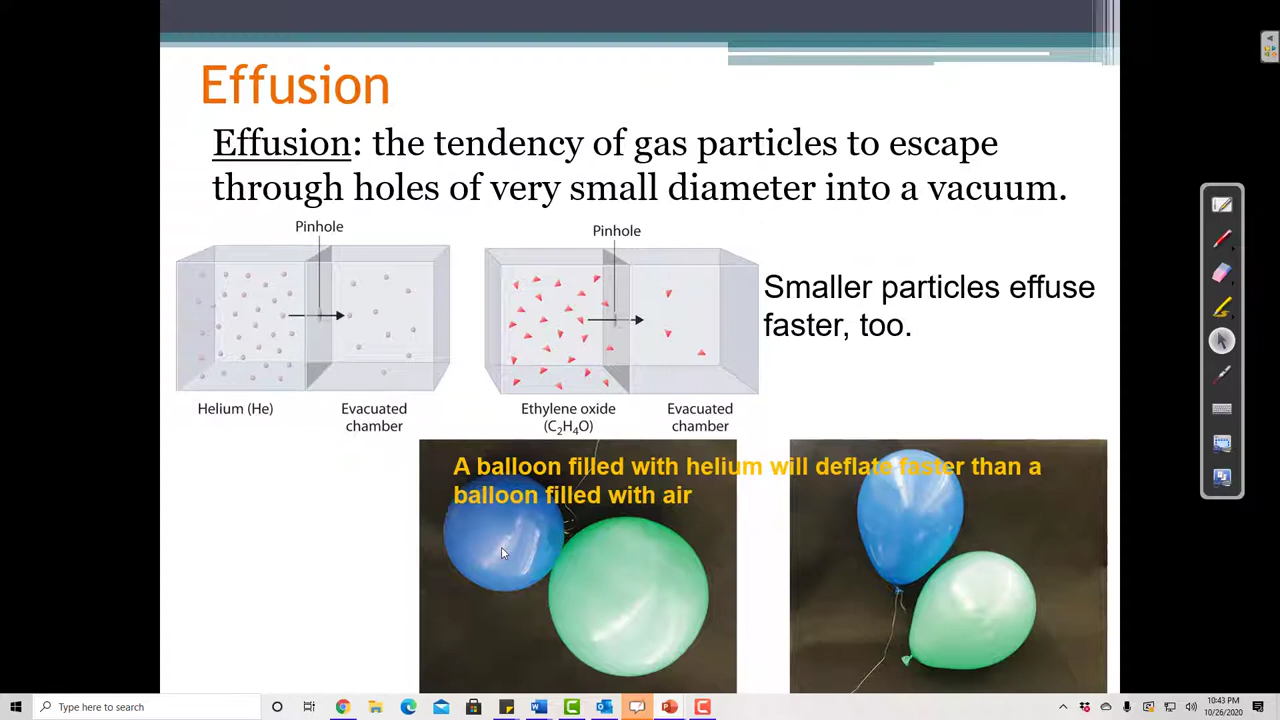 Effusion
Effusion: the tendency of gas particles to escape
through holes of very small diameter into a vacuum.
Pinhole
Pinhole
Smaller particles effuse
faster, too.
Helium (He)
Evacuated
chamber
Ethylene oxide
(C₂H₄O)
Evacuated
chamber
A balloon filled with helium will deflate faster than a
balloon filled with air
Type here to search
10:43 PM
10/26/2020